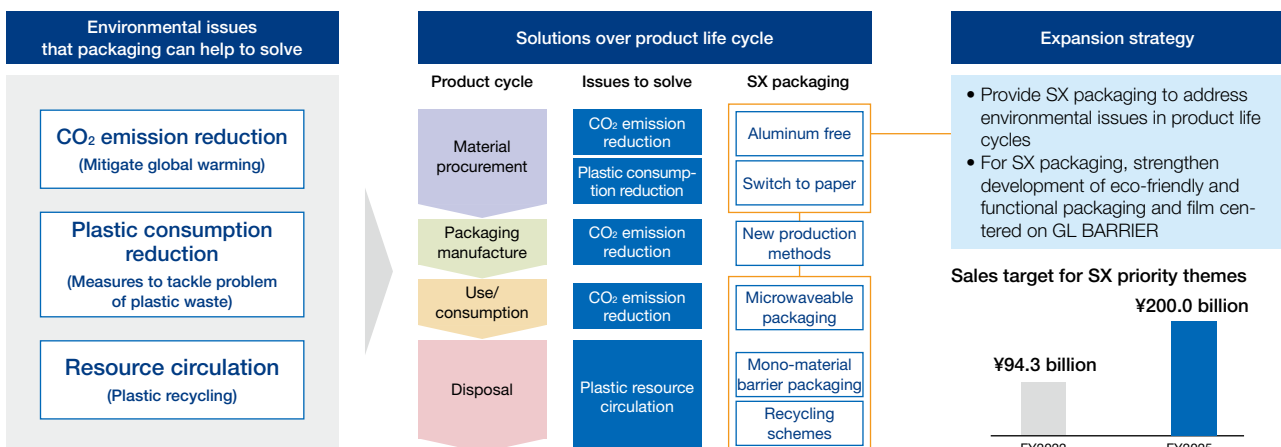 Environmental issues
that packaging can help to solve
CO₂ emission reduction
(Mitigate global warming)
Plastic consumption
reduction
(Measures to tackle problem
of plastic waste)
Resource circulation
(Plastic recycling)
Solutions over product life cycle
Product cycle
Issues to solve
SX packaging
Material
procurement
CO₂ emission
reduction
Plastic consump-
tion reduction
Aluminum free
Switch to paper
Packaging
manufacture
CO₂ emission
reduction
New production
methods
Use/
consumption
CO₂ emission
reduction
Microwaveable
packaging
Disposal
Plastic resource
circulation
Mono-material
barrier packaging
Recycling
schemes
Expansion strategy
• Provide SX packaging to address
environmental issues in product life
cycles
• For SX packaging, strengthen
development of eco-friendly and
functional packaging and film cen-
tered on GL BARRIER
Sales target for SX priority themes
¥94.3 billion
¥200.0 billion